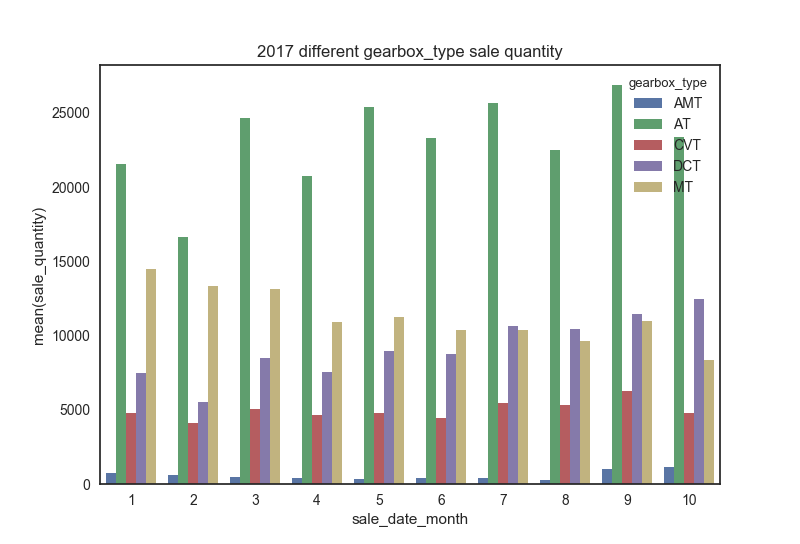 2017 different gearbox_type sale quantity
gearbox_type
AMT
AT
CVT
DCT
MT
25000
20000
15000
10000
5000
0
mean(sale_quantity)
1 2 3 4 5 6 7 8 9 10
sale_date_month